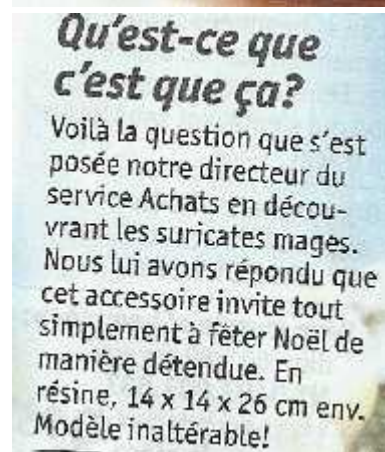 Qu'est-ce que
c'est que ça?
Voilà la question que s'est
posée notre directeur du
service Achats en décou-
vrant les suricates mages.
Nous lui avons répondu que
cet accessoire invite tout
simplement à fêter Noël de
manière détendue. En
résine, 14 x 14 x 26 cm env.
Modèle inaltérable!